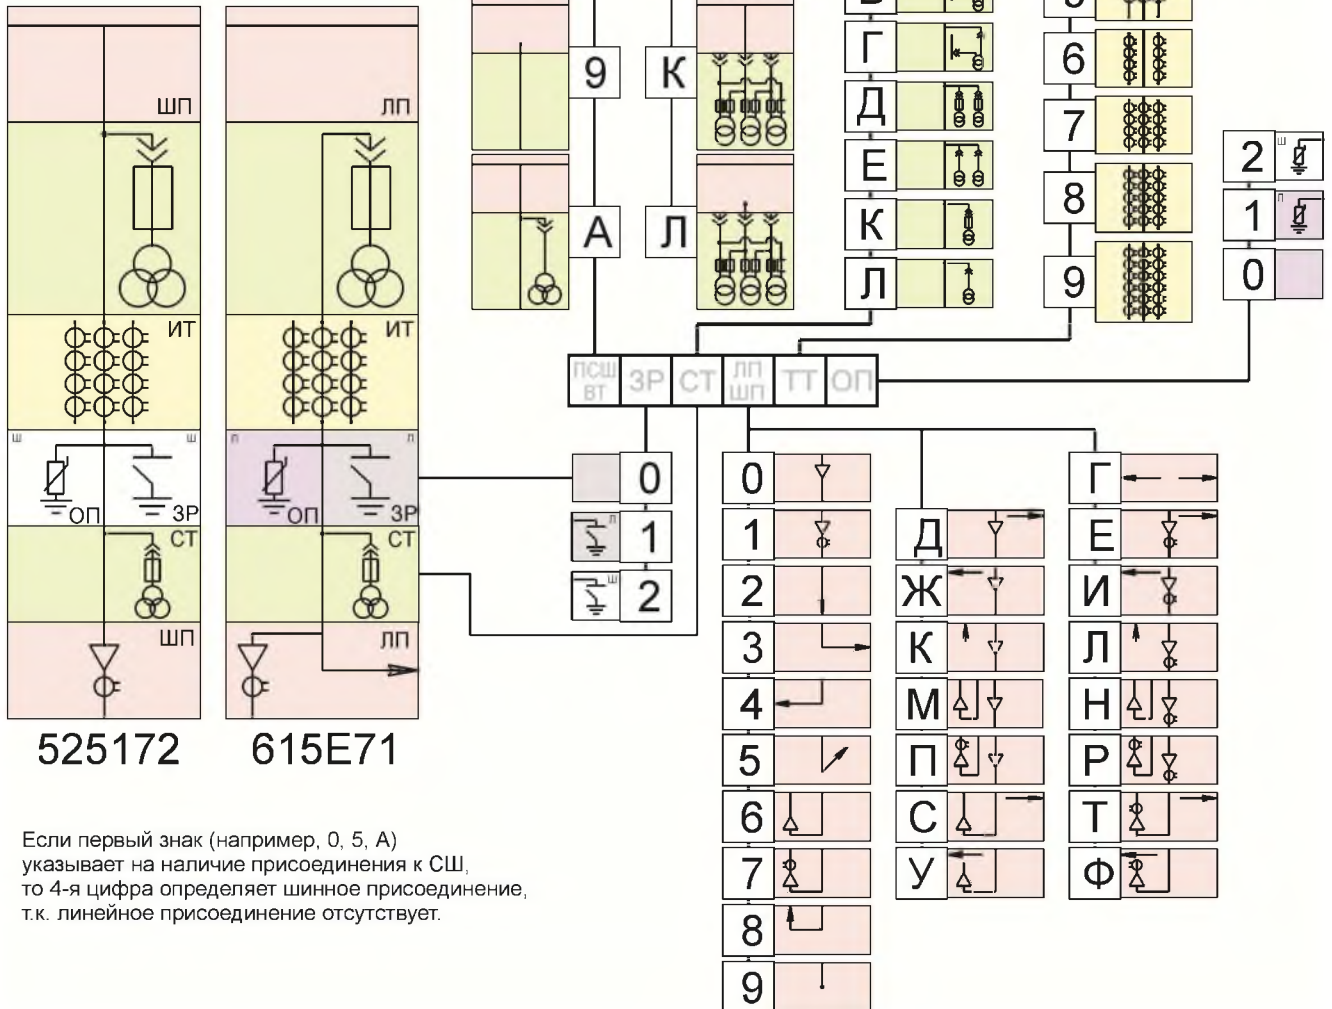 ШП
ЛП
ИТ
ИТ
Ш
Ш
Л
Л
ОП
ЗР
ОП
ЗР
СТ
СТ
ШП
ЛП
525172
615Е71
Если первый знак (например, 0, 5, А)
указывает на наличие присоединения к СШ,
то 4-я цифра определяет шинное присоединение,
т.к. линейное присоединение отсутствует.
9
А
К
Л
Г
Д
Е
К
Л
6
7
8
9
2
Ш
1
Л
0
ПСШ
ВТ
ЗР
СТ
ЛП
ШП
ТТ
ОП
0
Л
1
Ш
2
0
1
2
3
4
5
6
7
8
9
Д
Ж
К
М
П
С
У
Г
Е
И
Л
Н
Р
Т
Ф